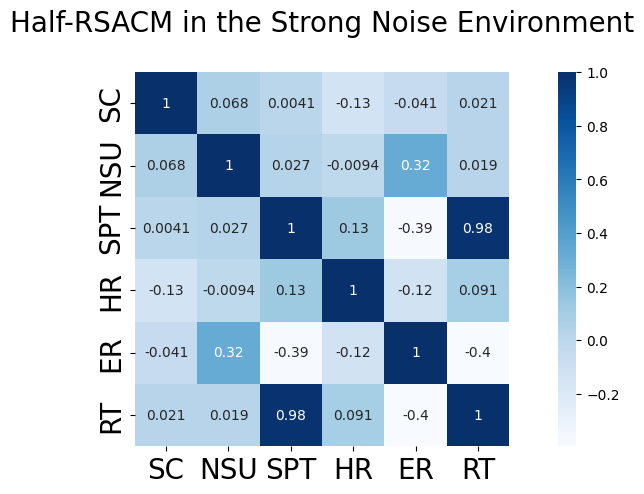 Half-RSACM in the Strong Noise Environment
SC 1 0.068 0.0041 -0.13 -0.041 0.021
NSU 0.068 1 0.027 -0.0094 0.32 0.019
SPT 0.0041 0.027 1 0.13 -0.39 0.98
HR -0.13 -0.0094 0.13 1 -0.12 0.091
ER -0.041 0.32 -0.39 -0.12 1 -0.4
RT 0.021 0.019 0.98 0.091 -0.4 1
SC NSU SPT HR ER RT
1.0
0.8
0.6
0.4
0.2
0.0
−0.2